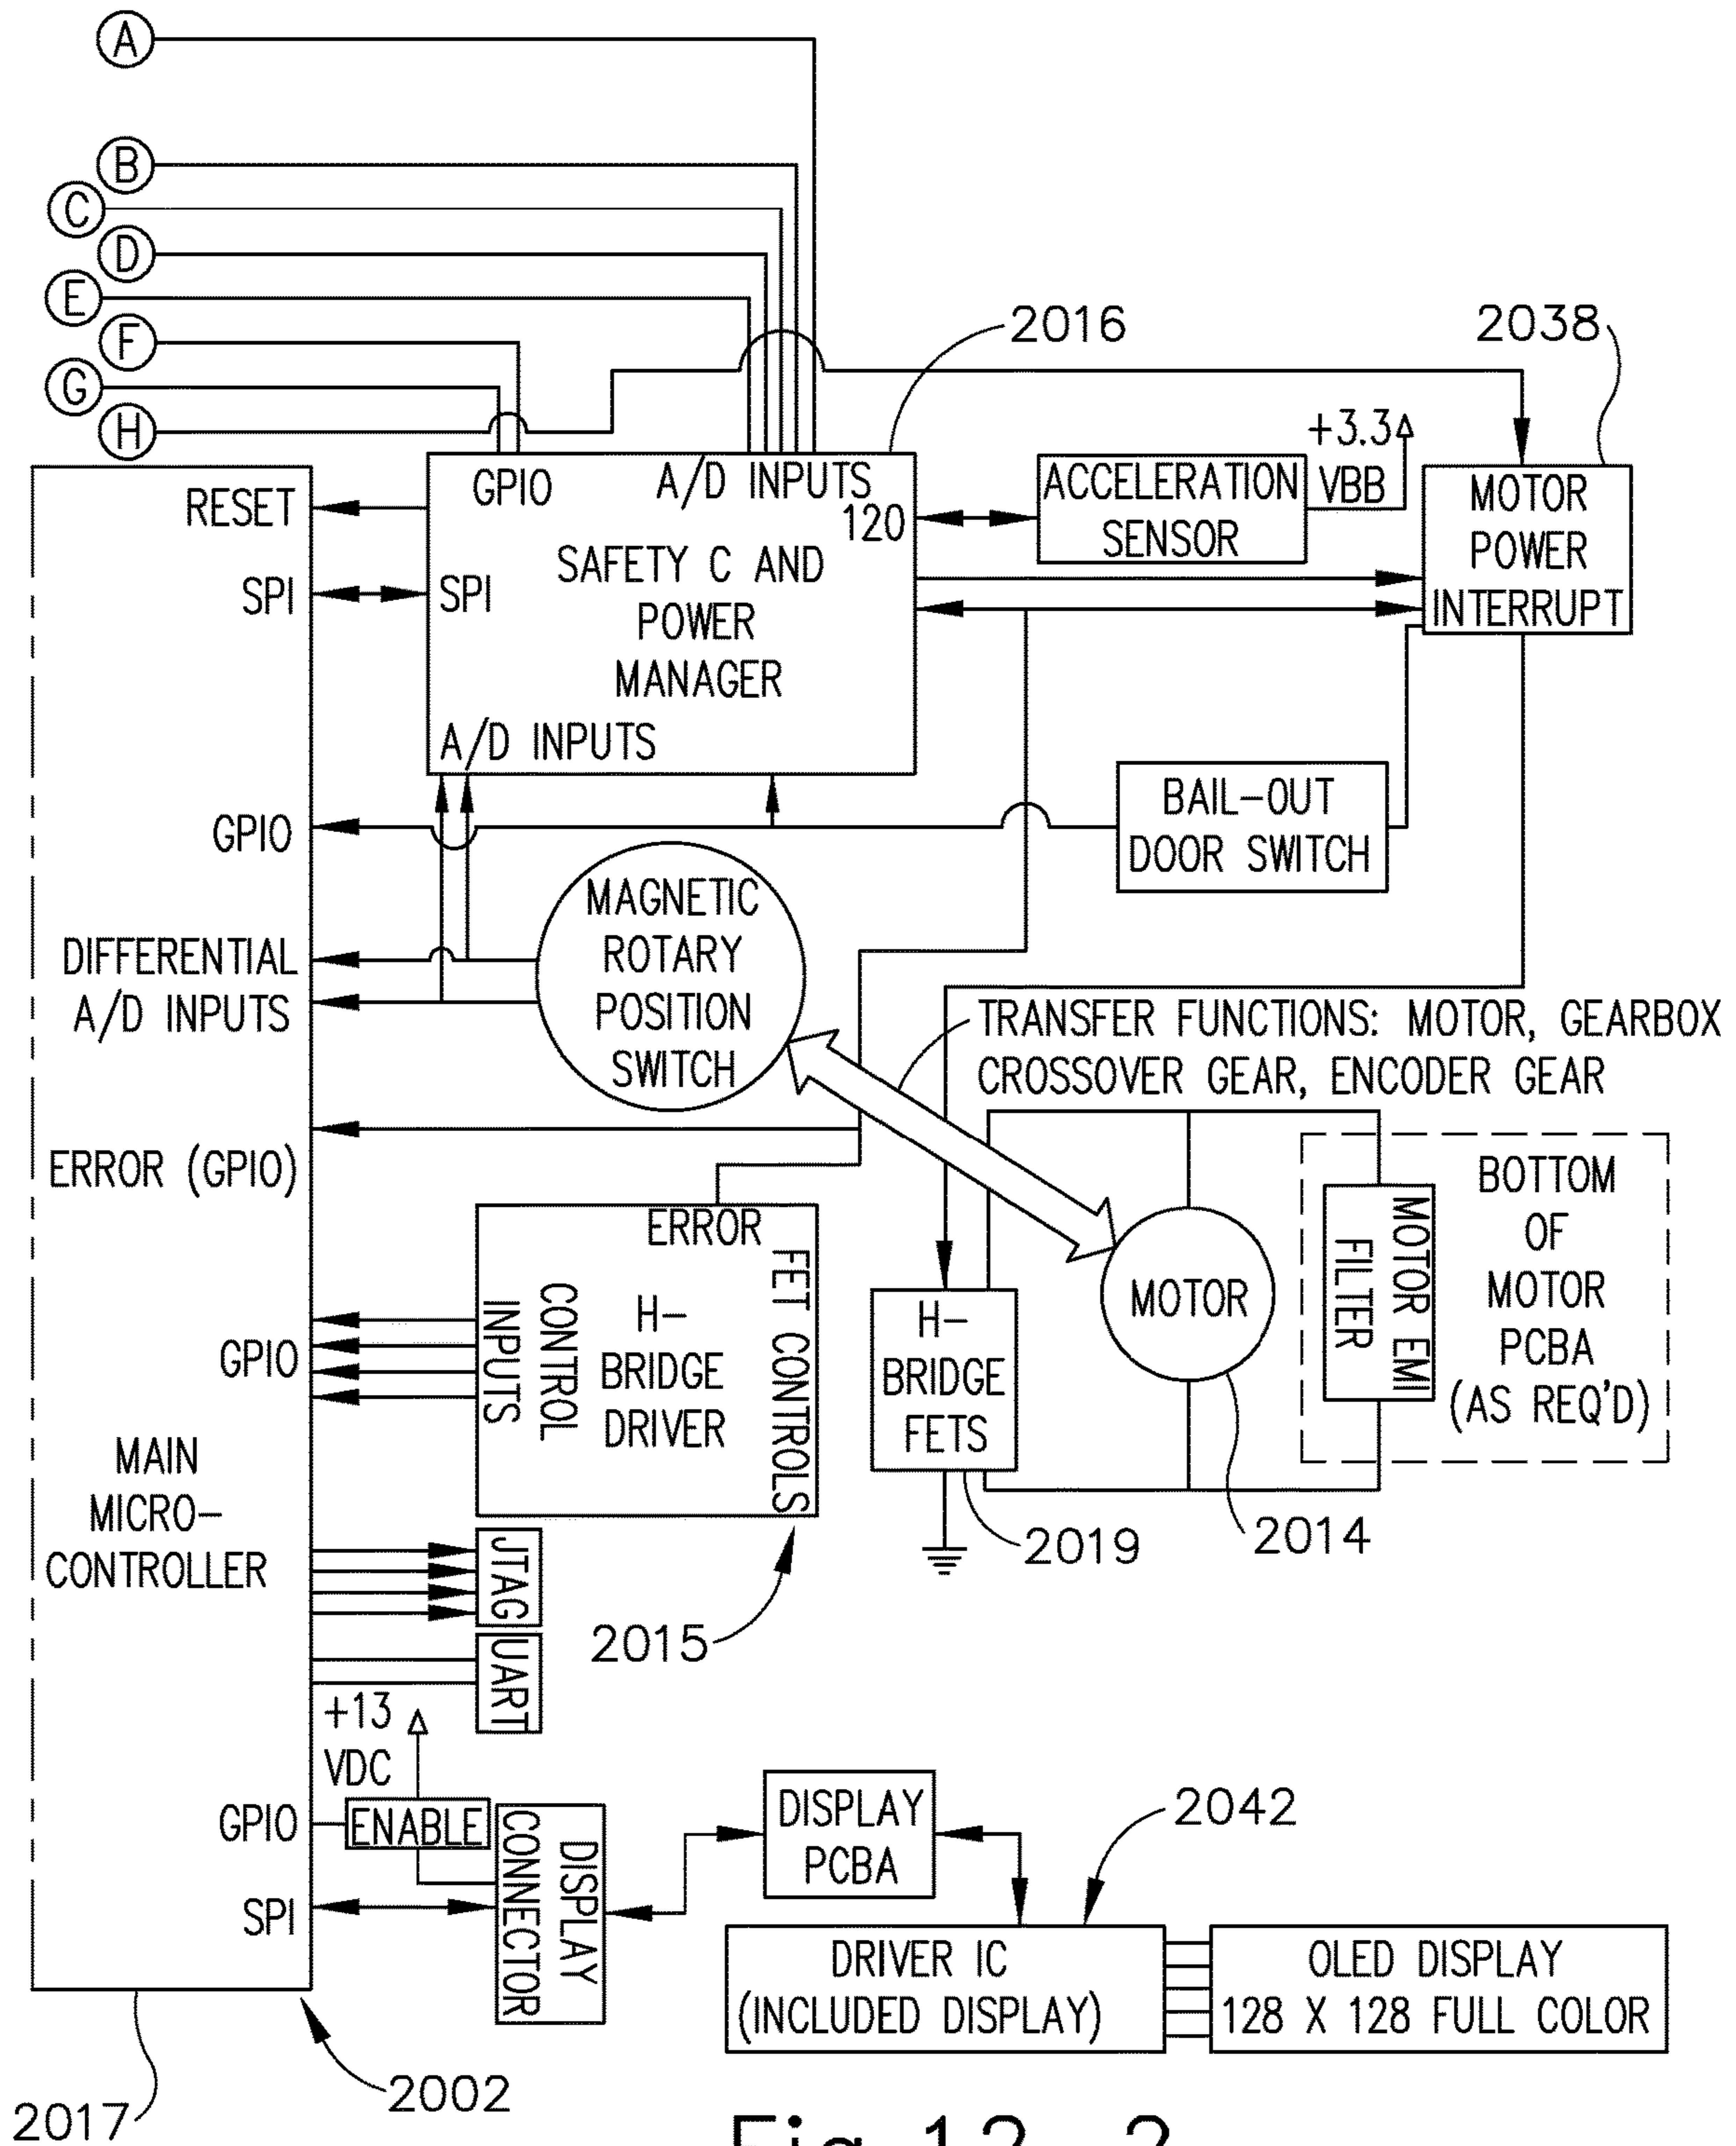 A
B
C
D
E
F
G
H
2016
2038
+3.3
VBB
RESET
SPI
GPIO
A/D INPUTS
120
SPI
SAFETY C AND
POWER
MANAGER
A/D INPUTS
ACCELERATION
SENSOR
MOTOR
POWER
INTERRUPT
GPIO
BAIL-OUT
DOOR SWITCH
MAGNETIC
ROTARY
POSITION
SWITCH
DIFFERENTIAL
A/D INPUTS
TRANSFER FUNCTIONS: MOTOR, GEARBOX
CROSSOVER GEAR, ENCODER GEAR
ERROR (GPIO)
ERROR
CONTROL
INPUTS
H-
BRIDGE
DRIVER
FET CONTROLS
GPIO
H-
BRIDGE
FETS
MOTOR
MOTOR EMI
FILTER
BOTTOM
OF
MOTOR
PCBA
(AS REQ'D)
MAIN
MICRO-
CONTROLLER
2019
2014
JTAG
2015
UART
+13
VDC
GPIO
ENABLE
DISPLAY
CONNECTOR
SPI
DISPLAY
PCBA
2042
DRIVER IC
(INCLUDED DISPLAY)
OLED DISPLAY
128 X 128 FULL COLOR
2002
2017
Fig.12-2